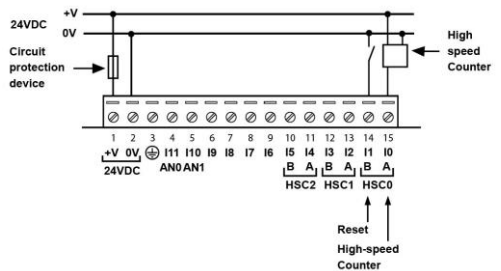 +V
24VDC
0V
Circuit
protection
device
High
speed
Counter
1 2 3 4 5 6 7 8 9 10 11 12 13 14 15
+V 0V I11 I10 I9 I8 I7 I6 I5 I4 I3 I2 I1 I0
AN0 AN1 B A B A B A
24VDC HSC2 HSC1 HSC0
Reset
High-speed
Counter